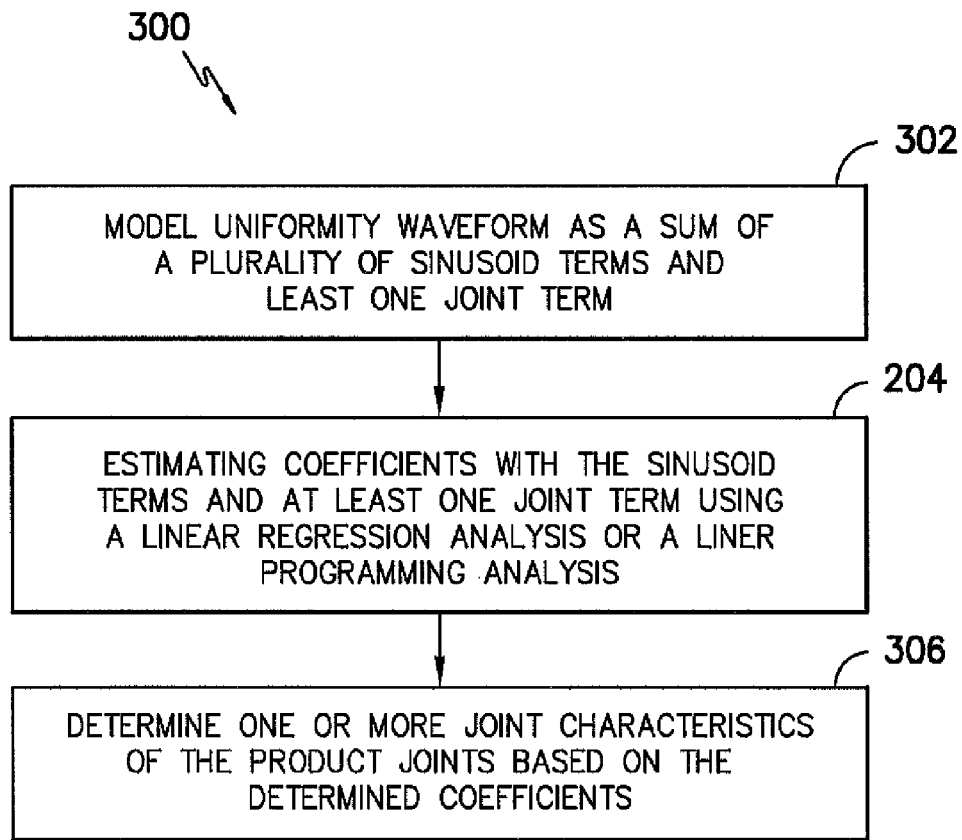 300
302
MODEL UNIFORMITY WAVEFORM AS A SUM OF
A PLURALITY OF SINUSOID TERMS AND
LEAST ONE JOINT TERM
204
ESTIMATING COEFFICIENTS WITH THE SINUSOID
TERMS AND AT LEAST ONE JOINT TERM USING
A LINEAR REGRESSION ANALYSIS OR A LINER
PROGRAMMING ANALYSIS
306
DETERMINE ONE OR MORE JOINT CHARACTERISTICS
OF THE PRODUCT JOINTS BASED ON THE
DETERMINED COEFFICIENTS